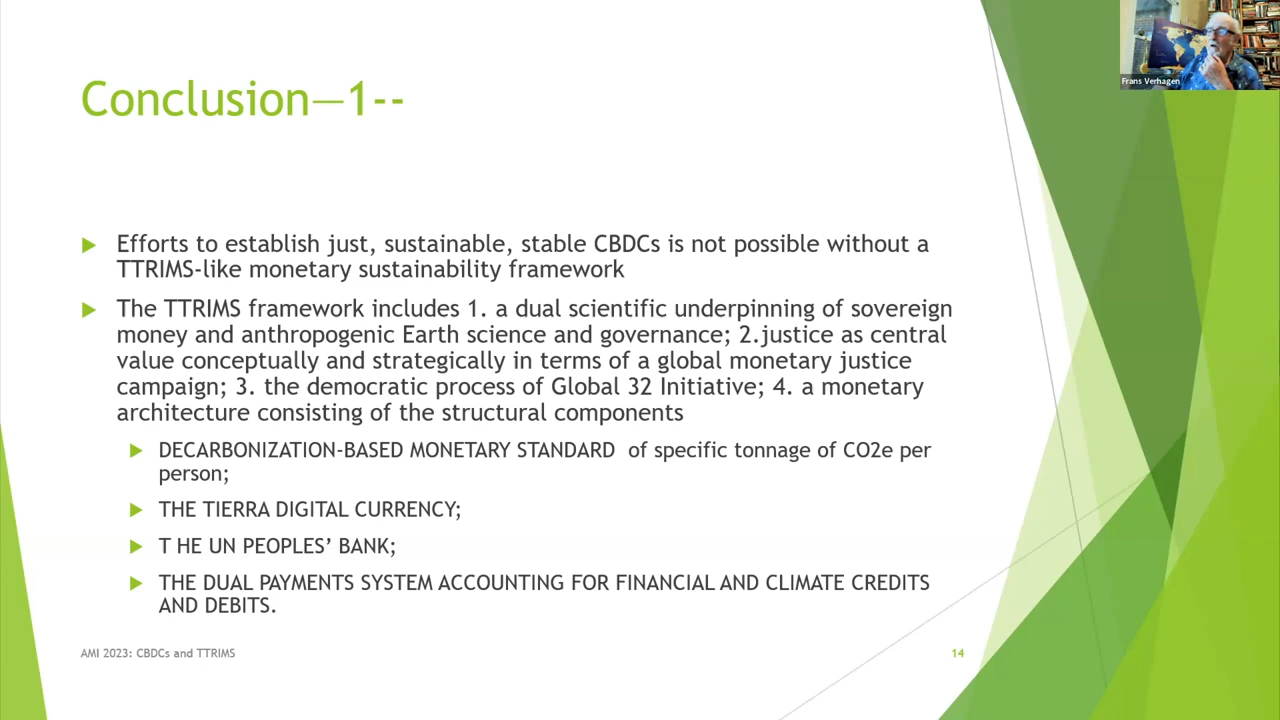 Frans Verhagen
Conclusion—1--
Efforts to establish just, sustainable, stable CBDCs is not possible without a
TTRIMS-like monetary sustainability framework
The TTRIMS framework includes 1. a dual scientific underpinning of sovereign
money and anthropogenic Earth science and governance; 2.justice as central
value conceptually and strategically in terms of a global monetary justice
campaign; 3. the democratic process of Global 32 Initiative; 4. a monetary
architecture consisting of the structural components
DECARBONIZATION-BASED MONETARY STANDARD of specific tonnage of CO2e per
person;
THE TIERRA DIGITAL CURRENCY;
T HE UN PEOPLES’ BANK;
THE DUAL PAYMENTS SYSTEM ACCOUNTING FOR FINANCIAL AND CLIMATE CREDITS
AND DEBITS.
AMI 2023: CBDCs and TTRIMS
14